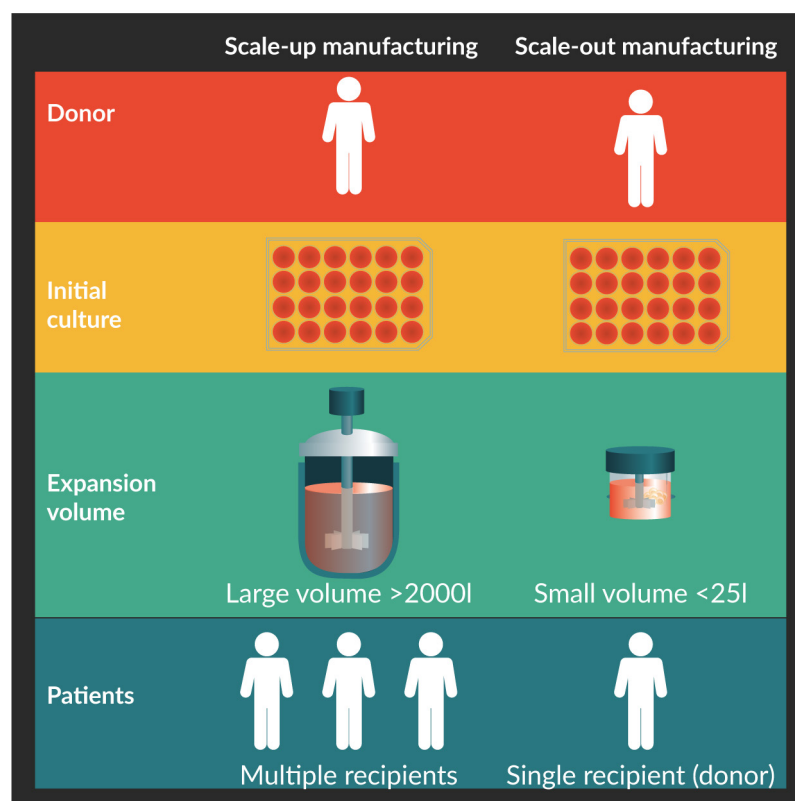 Scale-up manufacturing
Scale-out manufacturing
Donor
Initial
culture
Expansion
volume
Large volume >2000l
Small volume <25l
Patients
Multiple recipients
Single recipient (donor)